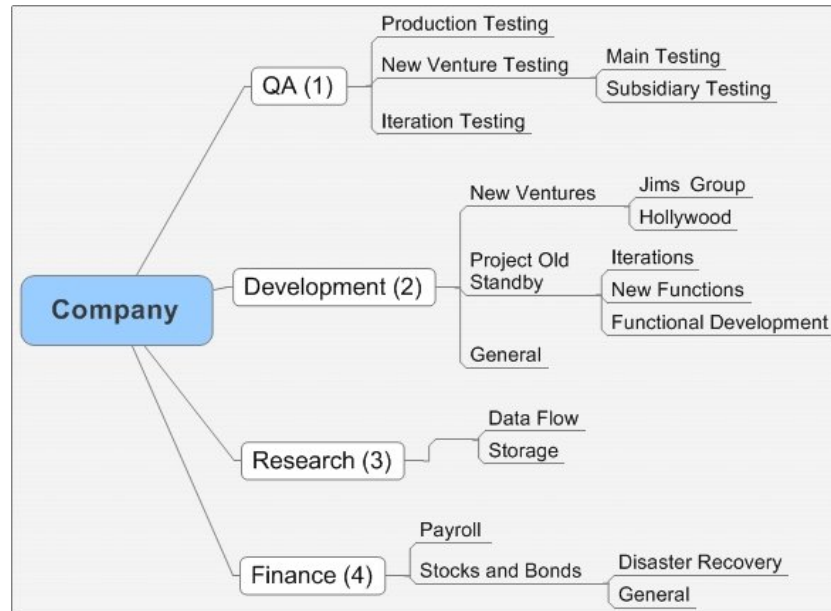 Production Testing
New Venture Testing
Main Testing
Subsidiary Testing
QA (1)
Iteration Testing
New Ventures
Jims Group
Hollywood
Project Old
Standby
Iterations
New Functions
Functional Development
Development (2)
General
Company
Data Flow
Storage
Research (3)
Payroll
Stocks and Bonds
Disaster Recovery
General
Finance (4)